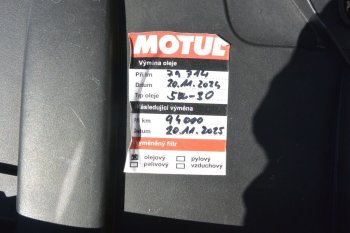 MOTUL
Výměna oleje
Při km 79 714
Datum 20.11.2024
Typ oleje 5W-30
Následující výměna
Při km 94000
Datum 20.11.2025
Vyměněný filtr
olejový pylový
palivový vzduchový